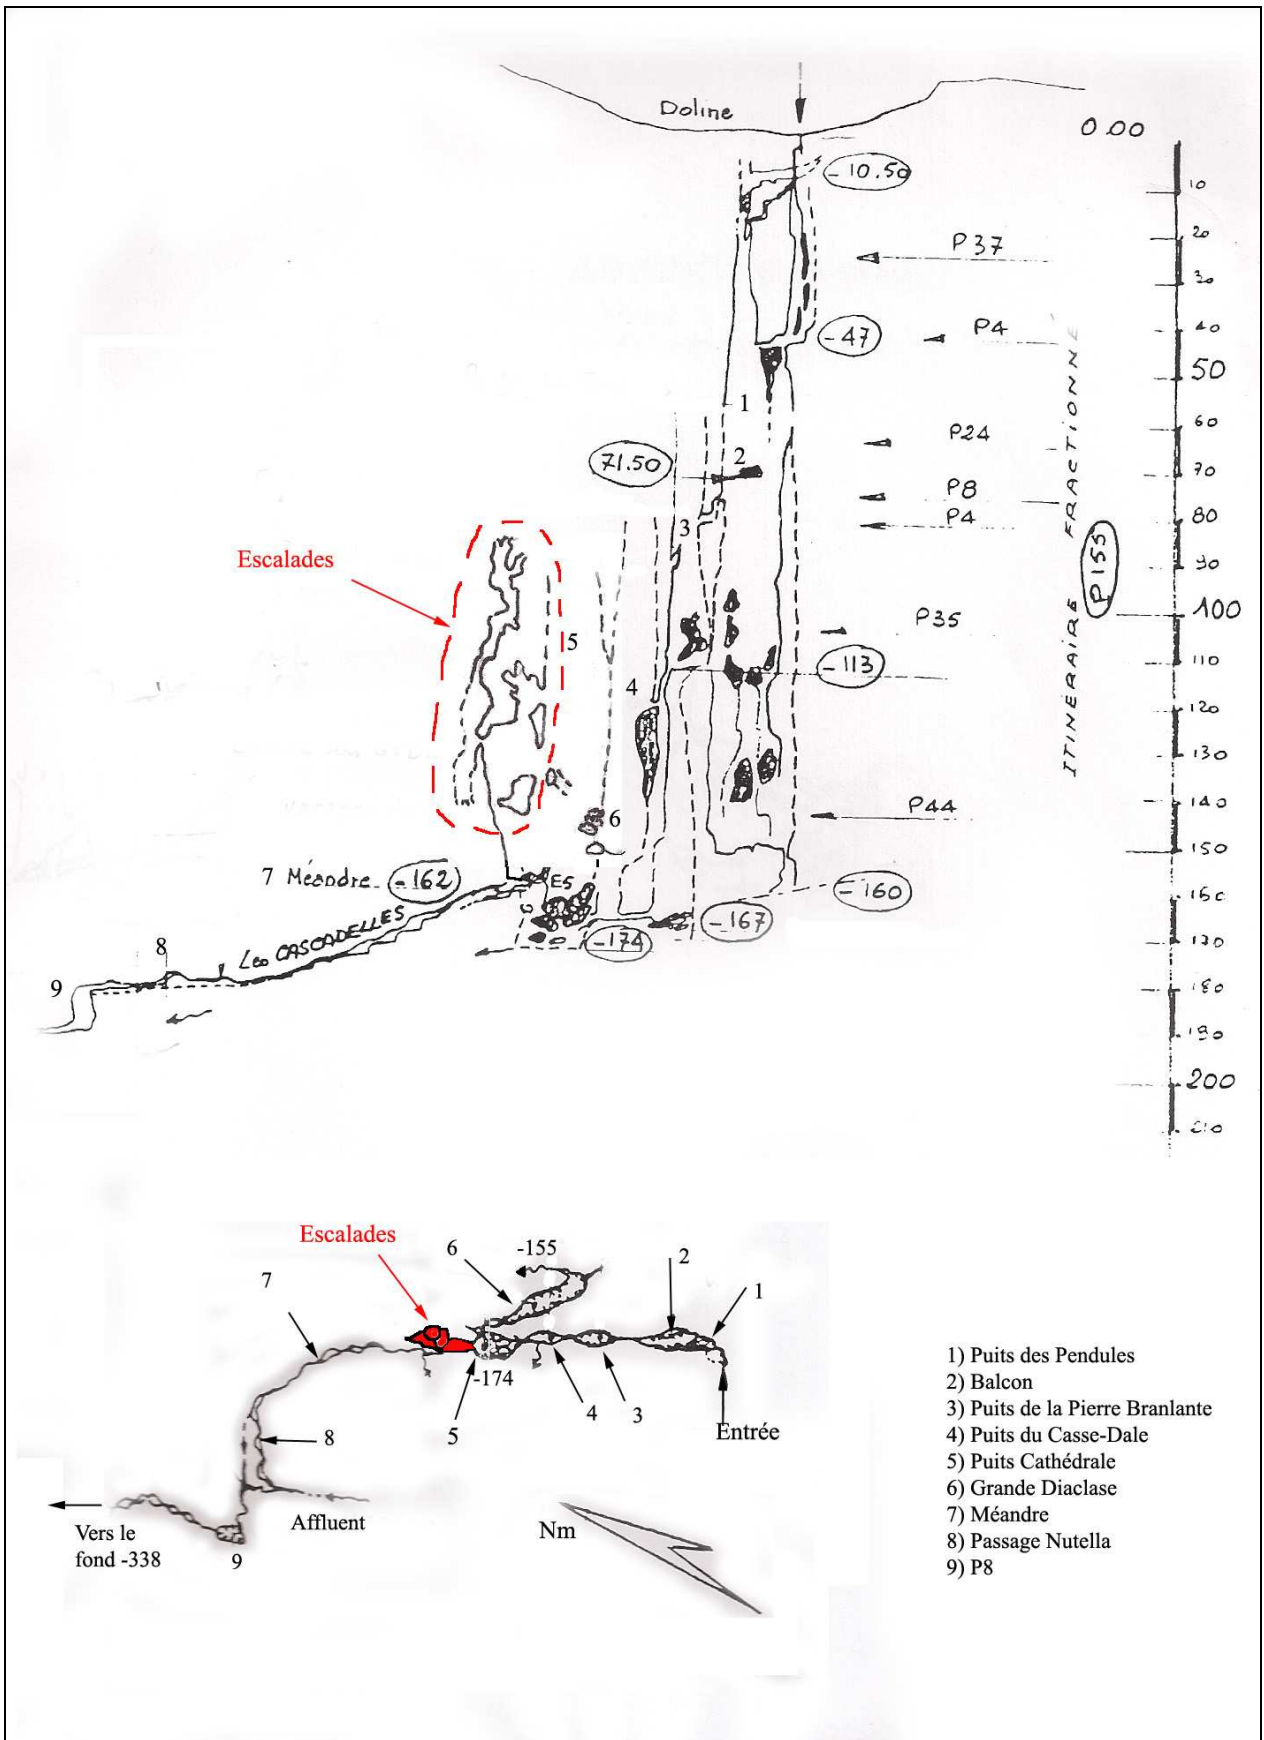 Doline
0.00
-10.50
10
20
P37
30
-47
P4
40
50
1
60
P24
71.50
2
70
P8
80
P4
3
Escalades
90
ITINERAIRE FRACTIONNE
P155
100
5
P35
110
-113
4
120
130
140
P44
6
150
7 Méandre -162
E5
-160
160
-167
Les CASCADELLES
8
-174
170
9
180
190
200
210
Escalades
6
-155
2
7
1
-174
3
4
5
8
Entrée
Affluent
Nm
Vers le
fond -338
9
1) Puits des Pendules
2) Balcon
3) Puits de la Pierre Branlante
4) Puits du Casse-Dale
5) Puits Cathédrale
6) Grande Diaclase
7) Méandre
8) Passage Nutella
9) P8